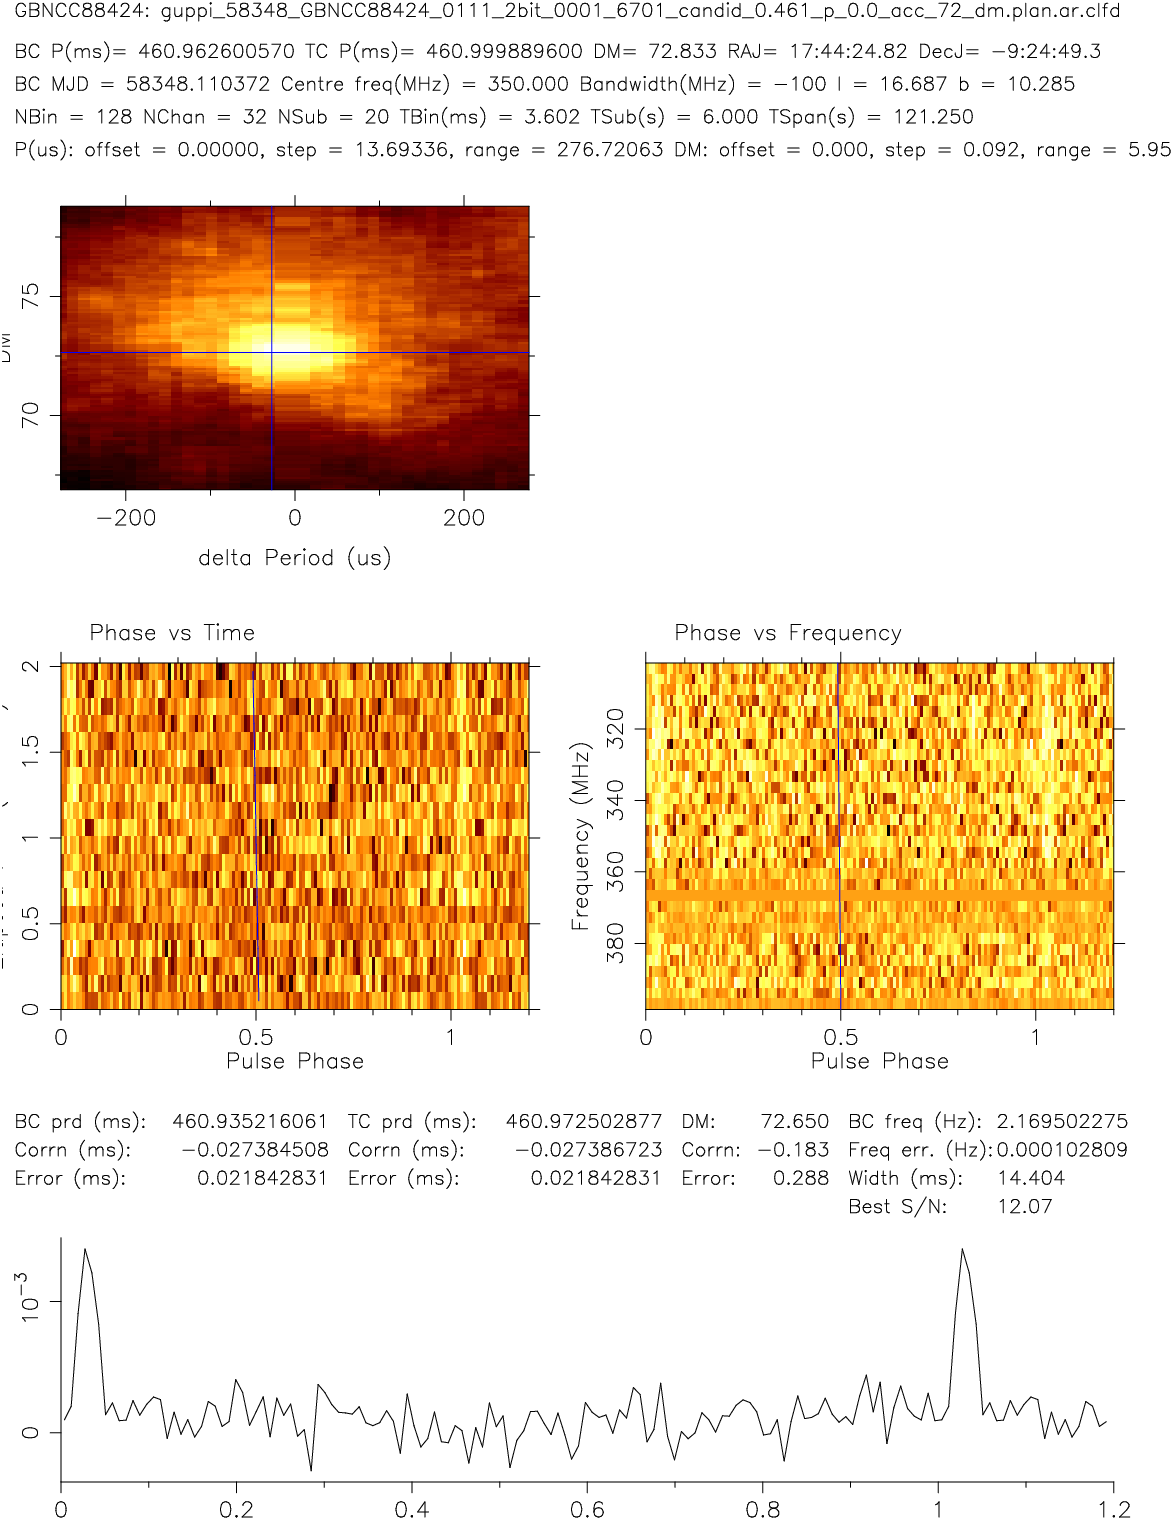 GBNCC88424: guppi_58348_GBNCC88424_0111_2bit_0001_6701_candid_0.461_p_0.0_acc_72_dm.plan.ar.clfd
BC P(ms)= 460.962600570 TC P(ms)= 460.999889600 DM= 72.833 RAJ= 17:44:24.82 DecJ= −9:24:49.3
BC MJD = 58348.110372 Centre freq(MHz) = 350.000 Bandwidth(MHz) = −100 l = 16.687 b = 10.285
NBin = 128 NChan = 32 NSub = 20 TBin(ms) = 3.602 TSub(s) = 6.000 TSpan(s) = 121.250
P(us): offset = 0.00000, step = 13.69336, range = 276.72063 DM: offset = 0.000, step = 0.092, range = 5.95
75
DM
70
−200 0 200
delta Period (us)
Phase vs Time
2
1.5
1
0.5
0
0 0.5 1
Pulse Phase
Phase vs Frequency
320
340
360
380
Frequency (MHz)
0 0.5 1
Pulse Phase
BC prd (ms): 460.935216061 TC prd (ms): 460.972502877 DM: 72.650 BC freq (Hz): 2.169502275
Corrn (ms): −0.027384508 Corrn (ms): −0.027386723 Corrn: −0.183 Freq err. (Hz): 0.000102809
Error (ms): 0.021842831 Error (ms): 0.021842831 Error: 0.288 Width (ms): 14.404
Best S/N: 12.07
10−3
0
0 0.2 0.4 0.6 0.8 1 1.2